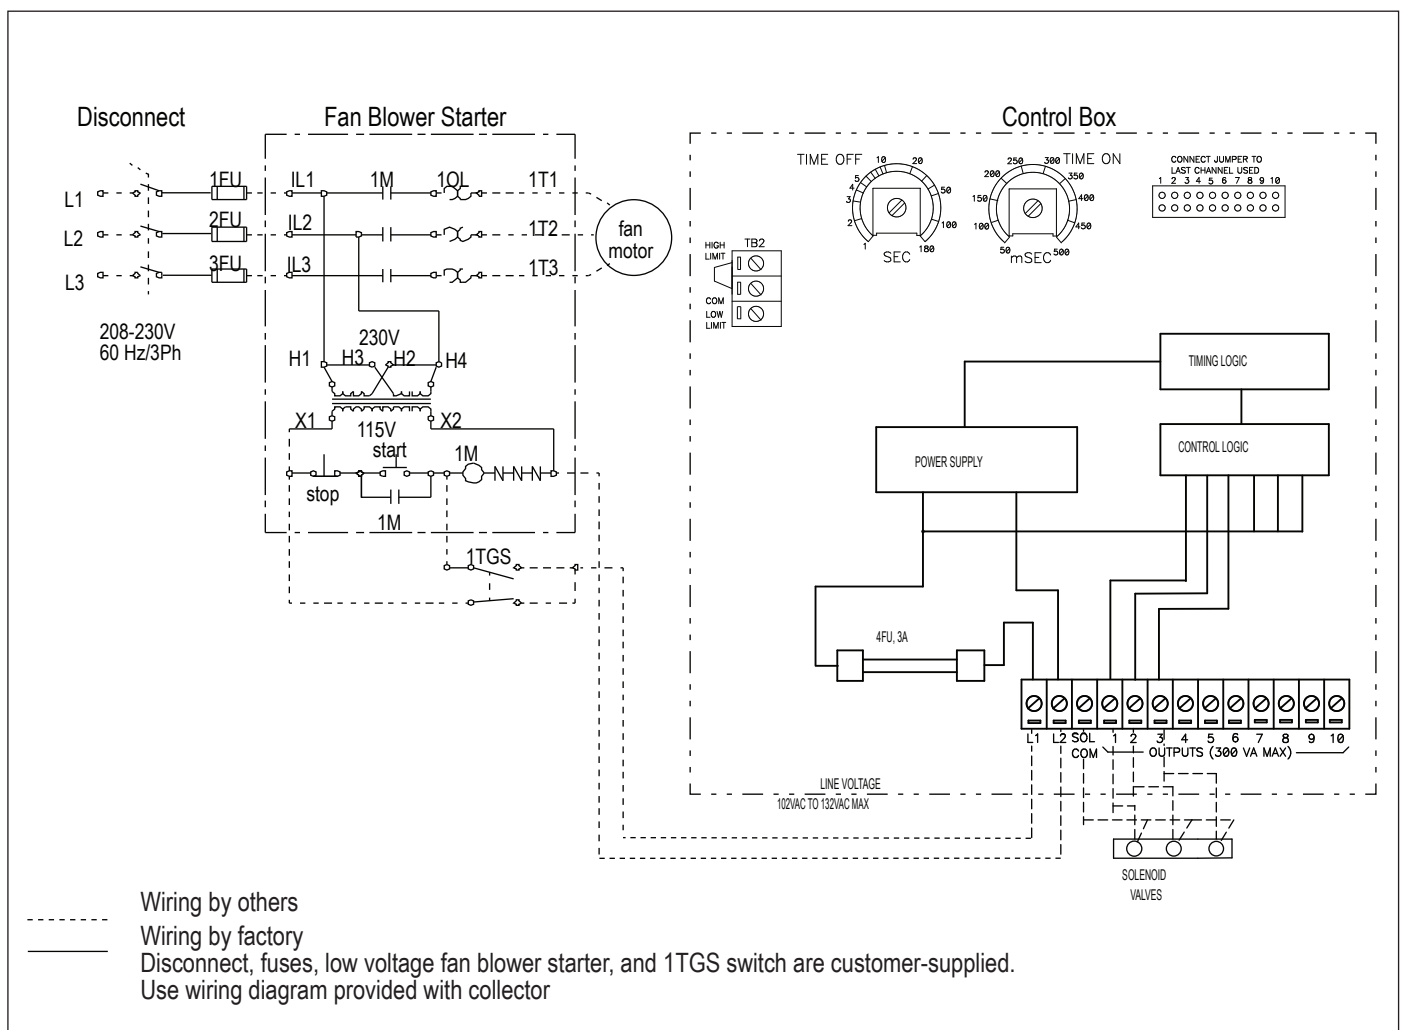 Disconnect
Fan Blower Starter
Control Box
L1
L2
L3
1FU
2FU
3FU
IL1
IL2
IL3
1M
1OL
1T1
1T2
1T3
fan
motor
208-230V
60 Hz/3Ph
230V
H1
H3
H2
H4
X1
115V
X2
start
1M
stop
1M
1TGS
TIME OFF
1
2
3
4
5
10
20
50
100
180
SEC
TIME ON
50
100
150
200
250
300
350
400
450
500
mSEC
CONNECT JUMPER TO
LAST CHANNEL USED
1 2 3 4 5 6 7 8 9 10
HIGH
LIMIT
TB2
COM
LOW
LIMIT
TIMING LOGIC
POWER SUPPLY
CONTROL LOGIC
4FU, 3A
L1 L2 SOL 1 2 3 4 5 6 7 8 9 10
COM OUTPUTS (300 VA MAX)
LINE VOLTAGE
102VAC TO 132VAC MAX
SOLENOID
VALVES
Wiring by others
Wiring by factory
Disconnect, fuses, low voltage fan blower starter, and 1TGS switch are customer-supplied.
Use wiring diagram provided with collector